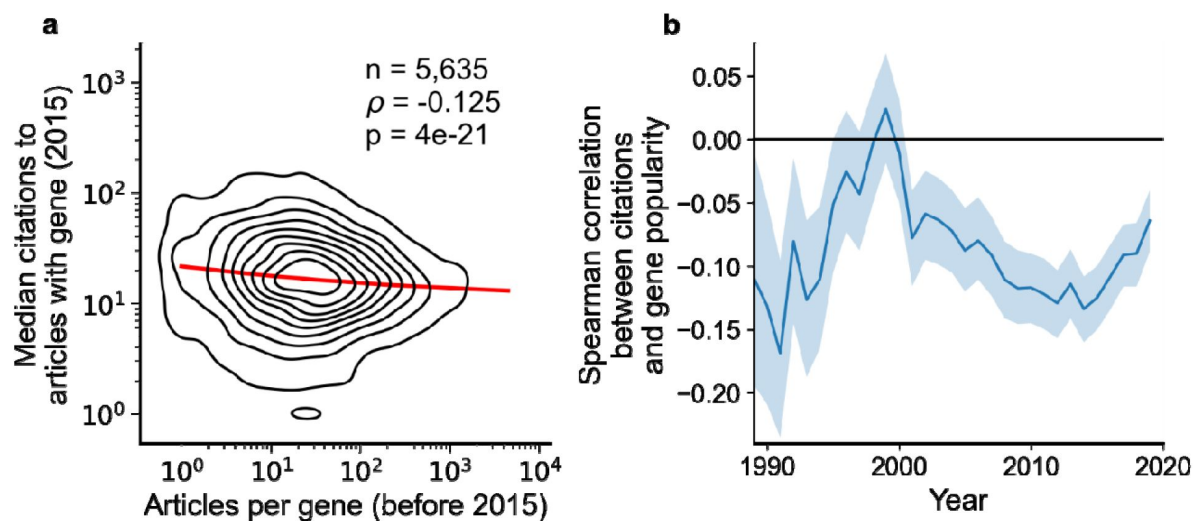 a
n = 5,635
ρ = -0.125
p = 4e-21
Median citations to
articles with gene (2015)
10³
10²
10¹
10⁰
10⁰ 10¹ 10² 10³ 10⁴
Articles per gene (before 2015)
b
Spearman correlation
between citations
and gene popularity
0.05
0.00
−0.05
−0.10
−0.15
−0.20
1990 2000 2010 2020
Year